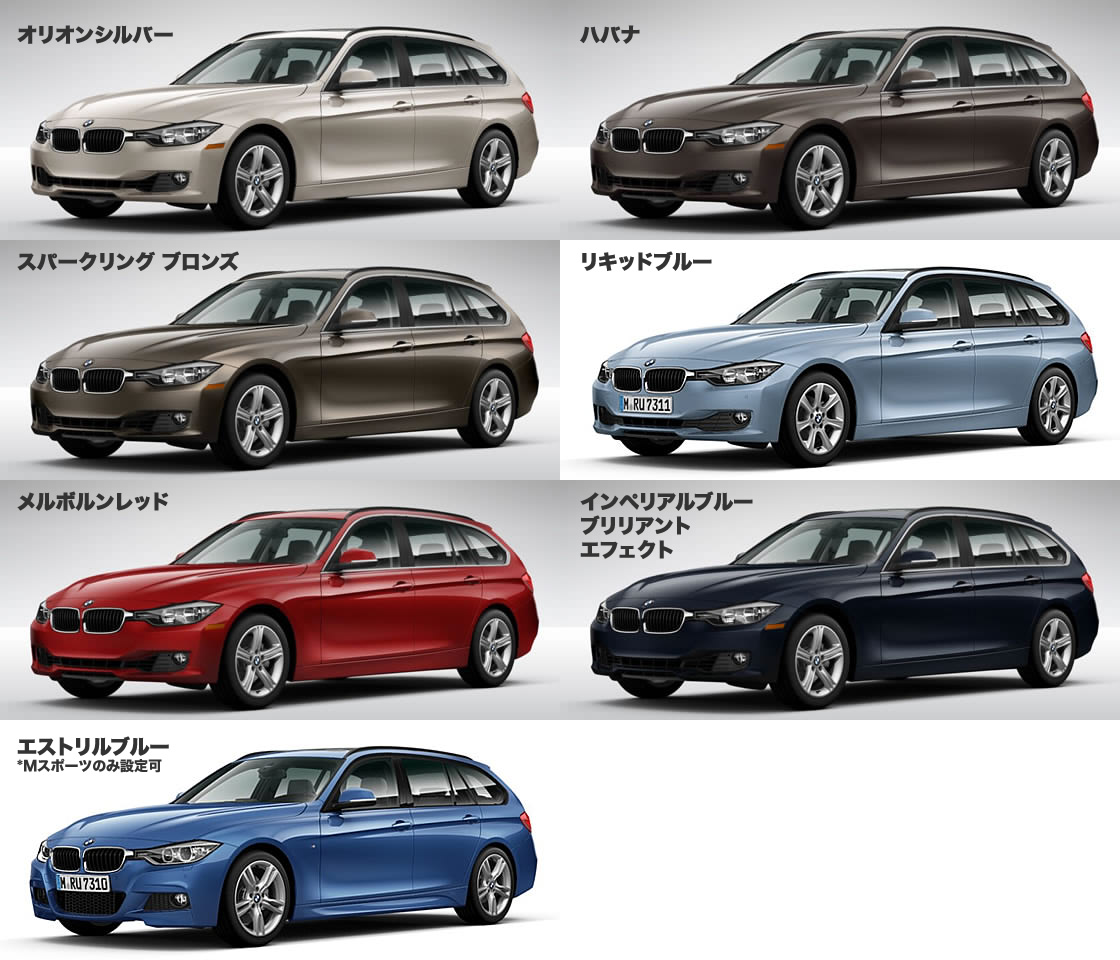 オリオンシルバー
ハバナ
スパークリング ブロンズ
リキッドブルー
M RU 7311
メルボルンレッド
インペリアルブルー
ブリリアント
エフェクト
エストリルブルー
*Mスポーツのみ設定可
M RU 7310